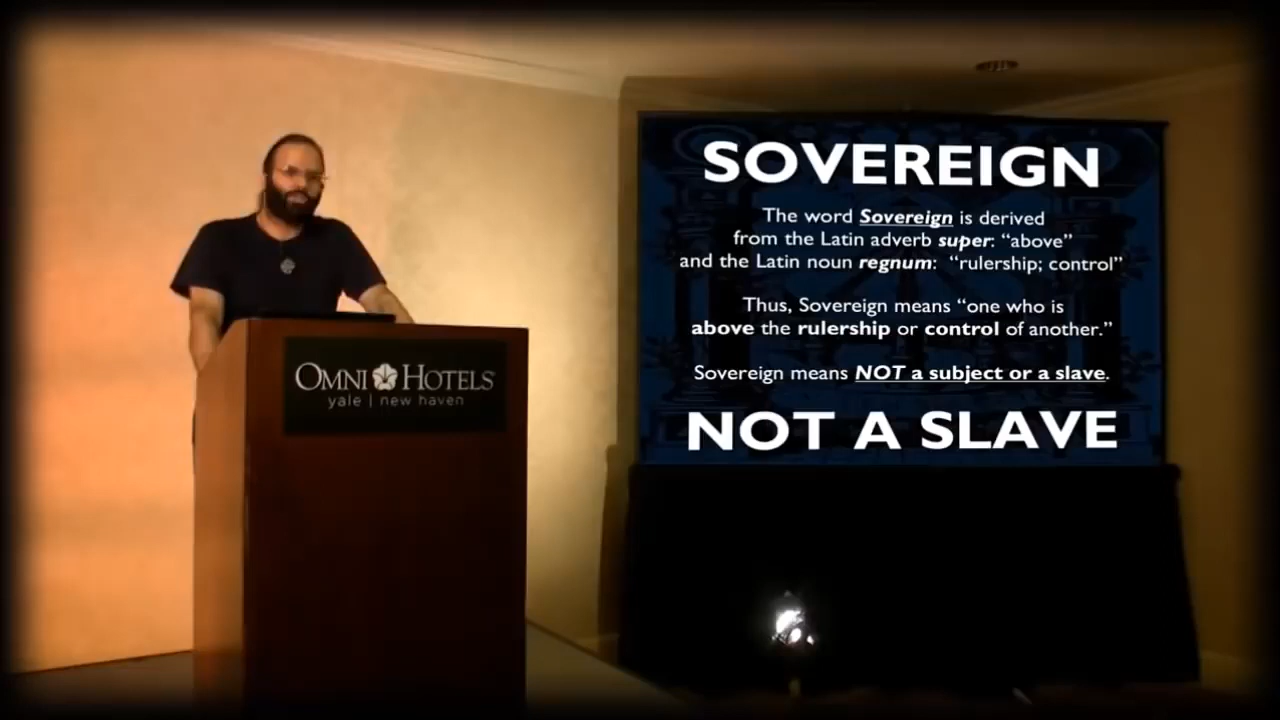 OMNI HOTELS
yale | new haven
SOVEREIGN
The word Sovereign is derived
from the Latin adverb super: “above”
and the Latin noun regnum: “rulership; control”
Thus, Sovereign means “one who is
above the rulership or control of another.”
Sovereign means NOT a subject or a slave.
NOT A SLAVE